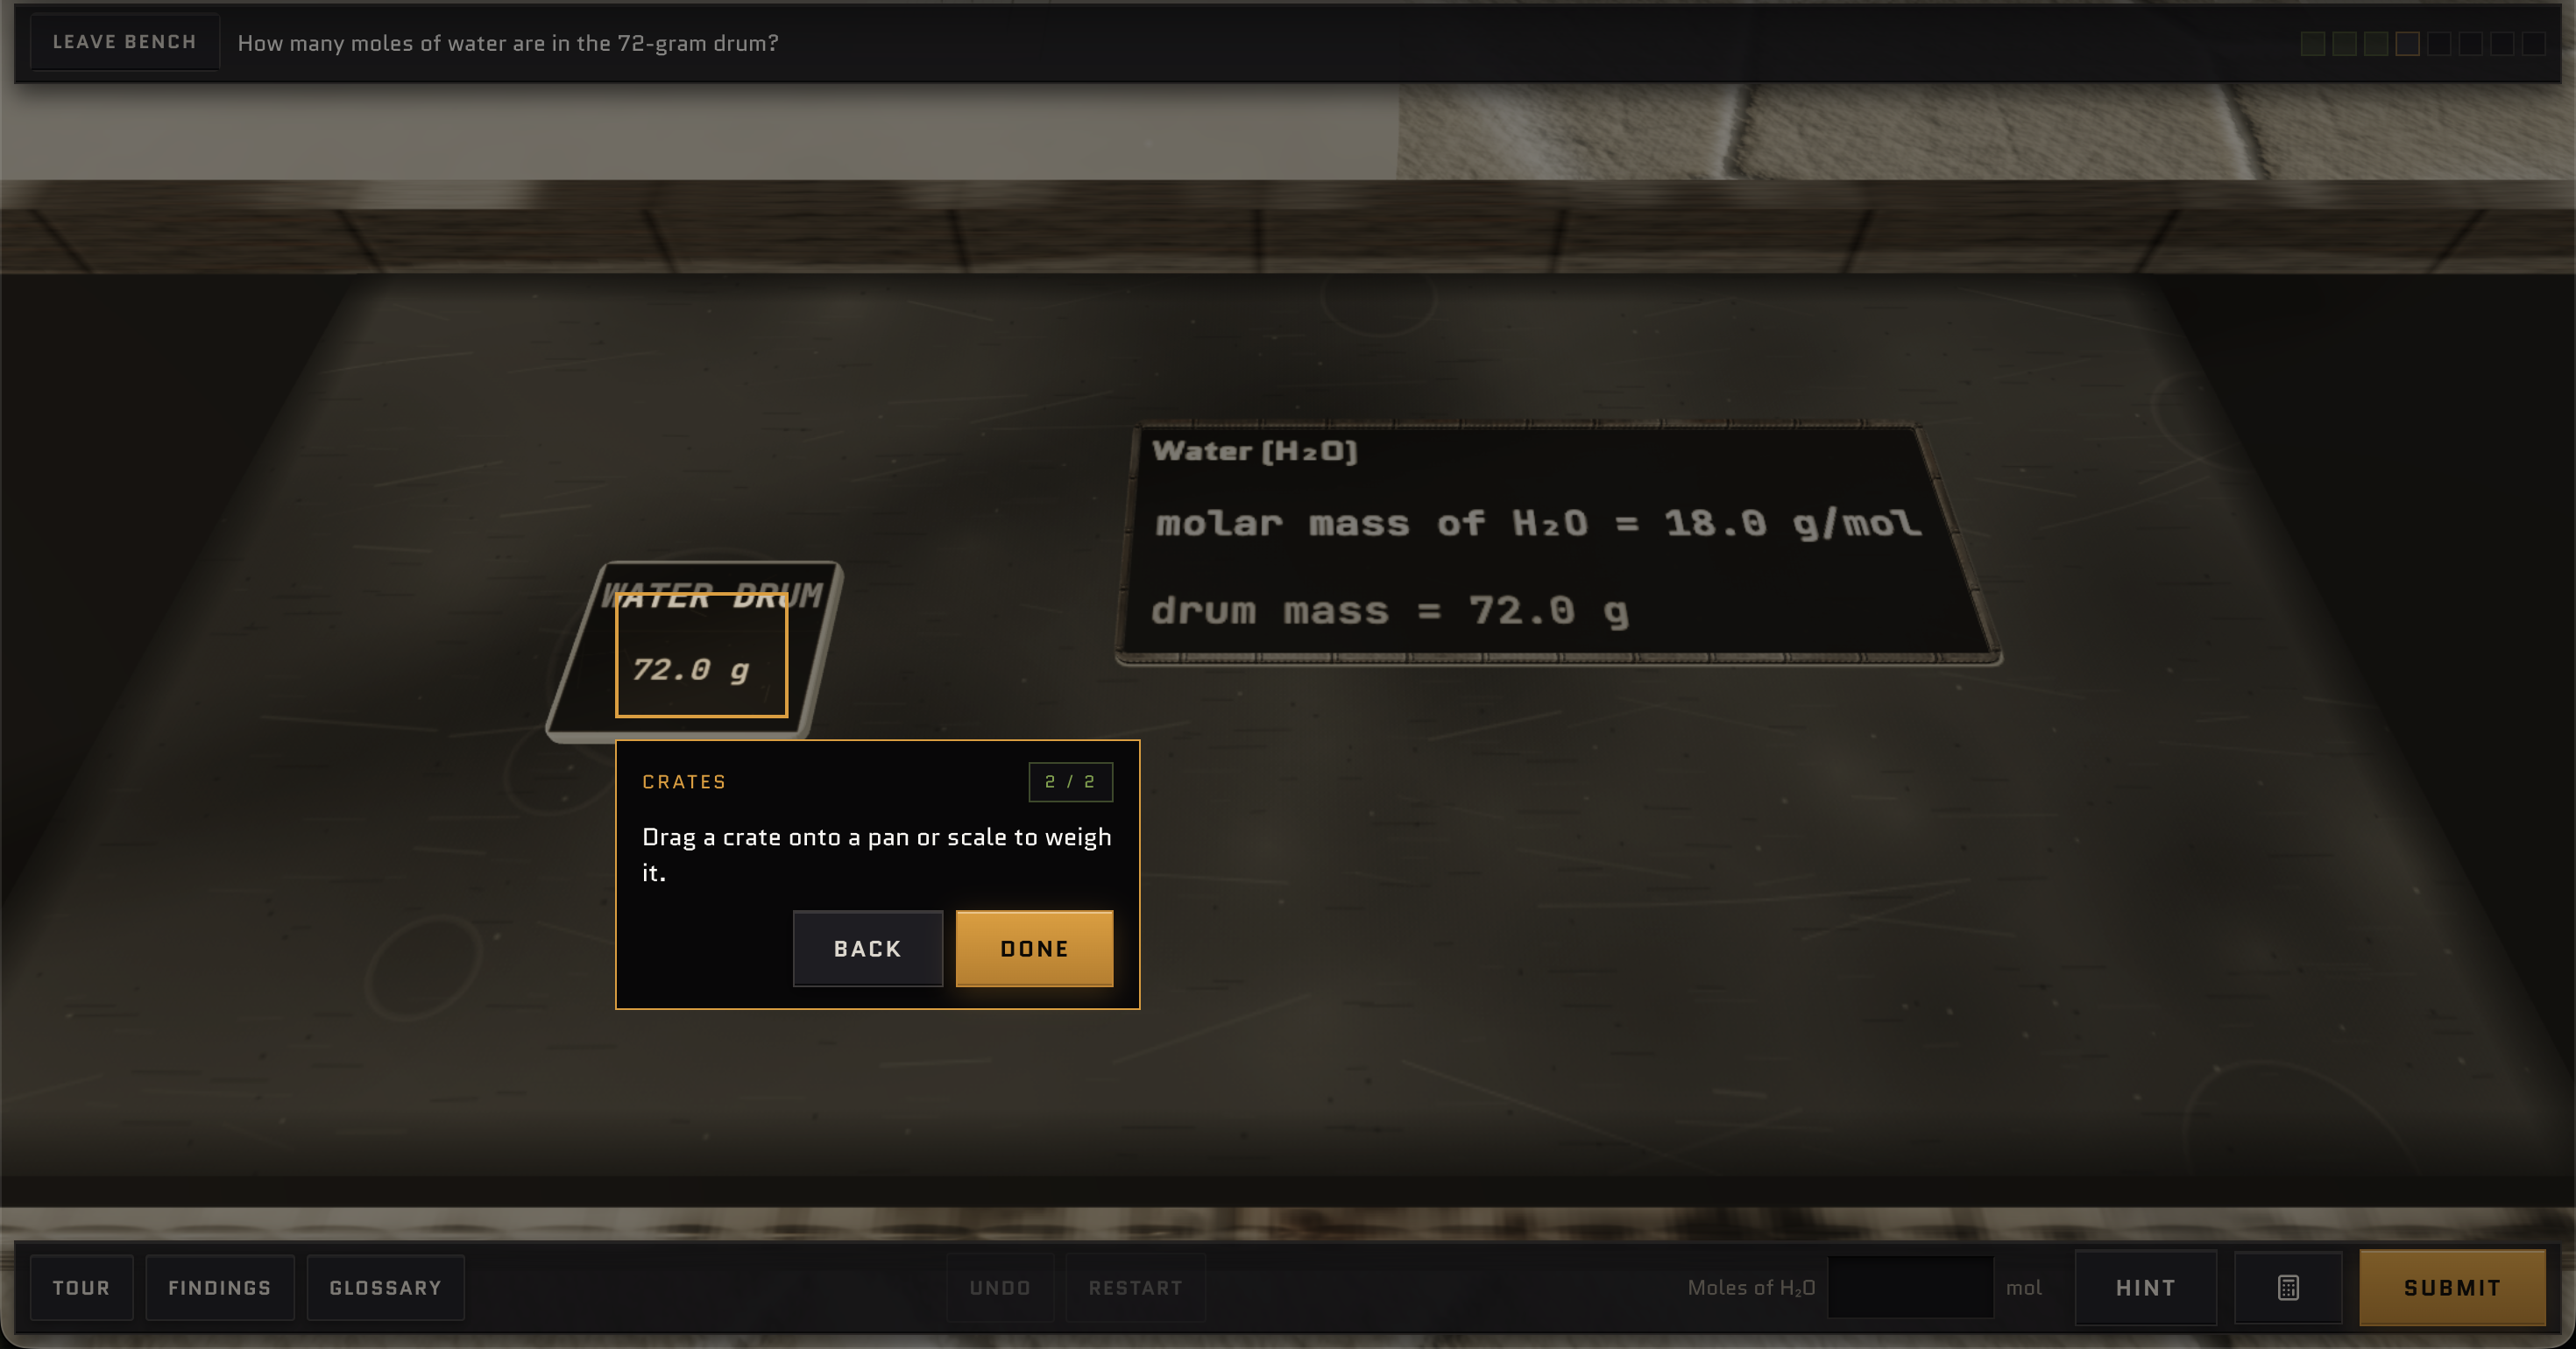 LEAVE BENCH
How many moles of water are in the 72-gram drum?
Water (H₂O)
molar mass of H₂O = 18.0 g/mol
drum mass = 72.0 g
WATER DRUM
72.0 g
CRATES
2 / 2
Drag a crate onto a pan or scale to weigh
it.
BACK
DONE
TOUR
FINDINGS
GLOSSARY
UNDO
RESTART
Moles of H₂O
mol
HINT
SUBMIT